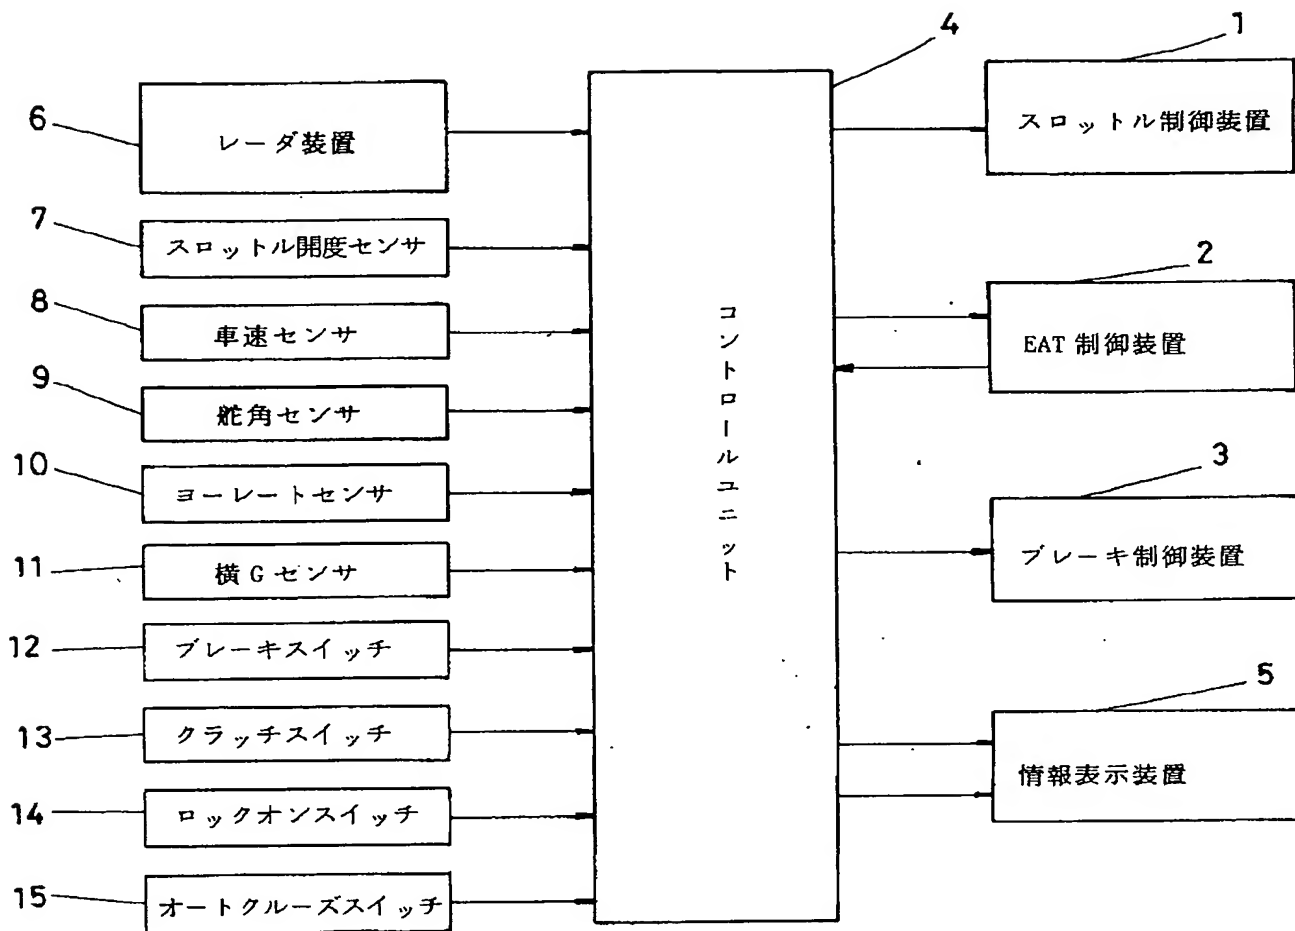 4
1
6
レーダ装置
スロットル制御装置
7
スロットル開度センサ
2
8
車速センサ
EAT 制御装置
9
舵角センサ
コントロールユニット
10
ヨーレートセンサ
3
11
横Gセンサ
ブレーキ制御装置
12
ブレーキスイッチ
5
13
クラッチスイッチ
情報表示装置
14
ロックオンスイッチ
15
オートクルーズスイッチ